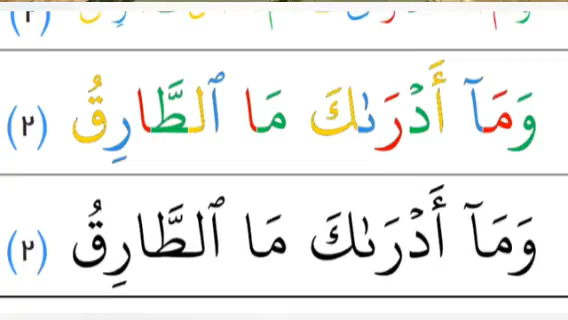 وَمَآ أَدْرَىٰكَ مَا ٱلطَّارِقُ (٢)
وَمَآ أَدْرَىٰكَ مَا ٱلطَّارِقُ (٢)